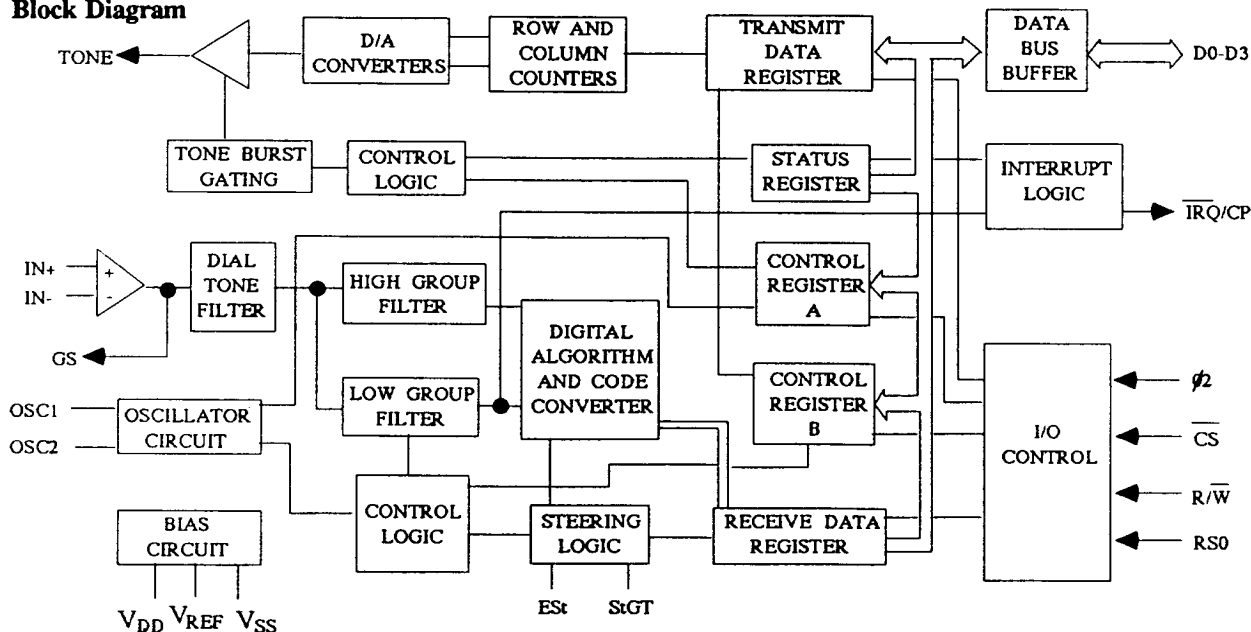 Block Diagram
TONE
D/A
CONVERTERS
ROW AND
COLUMN
COUNTERS
TRANSMIT
DATA
REGISTER
DATA
BUS
BUFFER
D0-D3
TONE BURST
GATING
CONTROL
LOGIC
STATUS
REGISTER
INTERRUPT
LOGIC
I̅R̅Q̅/CP
IN+
IN-
+
-
GS
DIAL
TONE
FILTER
HIGH GROUP
FILTER
LOW GROUP
FILTER
DIGITAL
ALGORITHM
AND CODE
CONVERTER
CONTROL
REGISTER
A
CONTROL
REGISTER
B
I/O
CONTROL
ϕ2
C̅S̅
R/W̅
RS0
OSC1
OSC2
OSCILLATOR
CIRCUIT
BIAS
CIRCUIT
VDD VREF VSS
CONTROL
LOGIC
STEERING
LOGIC
ESt StGT
RECEIVE DATA
REGISTER